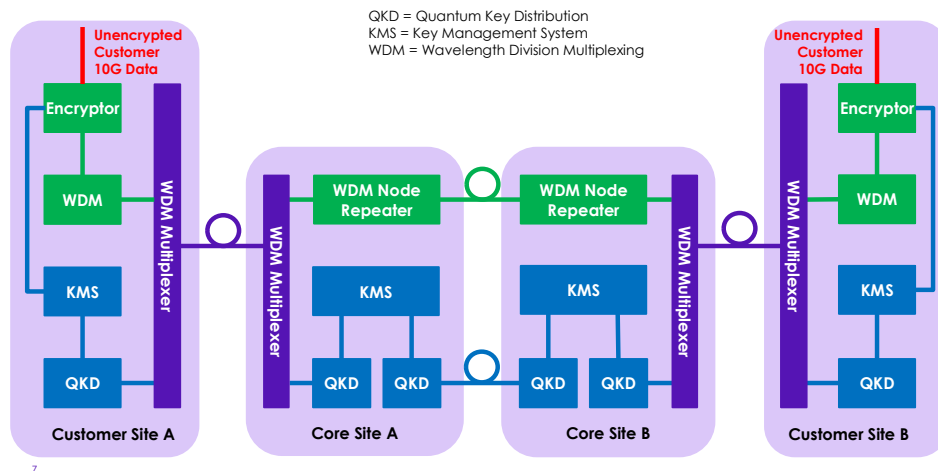 QKD = Quantum Key Distribution
KMS = Key Management System
WDM = Wavelength Division Multiplexing
Unencrypted
Customer
10G Data
Encryptor
WDM
KMS
QKD
WDM Multiplexer
Customer Site A
WDM Multiplexer
WDM Node
Repeater
KMS
QKD
QKD
Core Site A
WDM Node
Repeater
KMS
QKD
QKD
WDM Multiplexer
Core Site B
Unencrypted
Customer
10G Data
WDM Multiplexer
Encryptor
WDM
KMS
QKD
Customer Site B
7